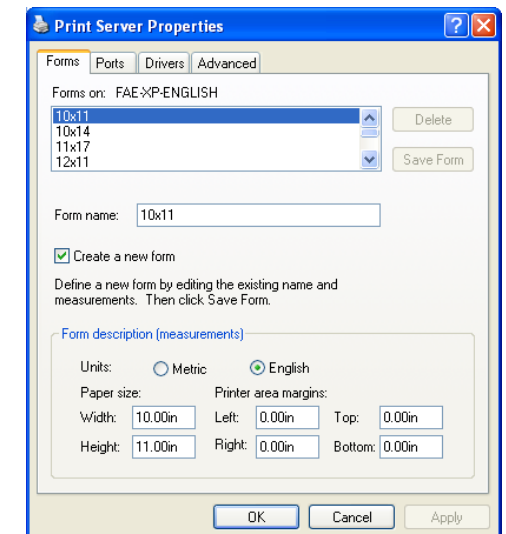 Print Server Properties
Forms Ports Drivers Advanced
Forms on: FAE-XP-ENGLISH
10x11
10x14
11x17
12x11
Delete
Save Form
Form name: 10x11
Create a new form
Define a new form by editing the existing name and
measurements. Then click Save Form.
Form description (measurements)
Units: Metric English
Paper size: Printer area margins:
Width: 10.00in Left: 0.00in Top: 0.00in
Height: 11.00in Right: 0.00in Bottom: 0.00in
OK Cancel Apply